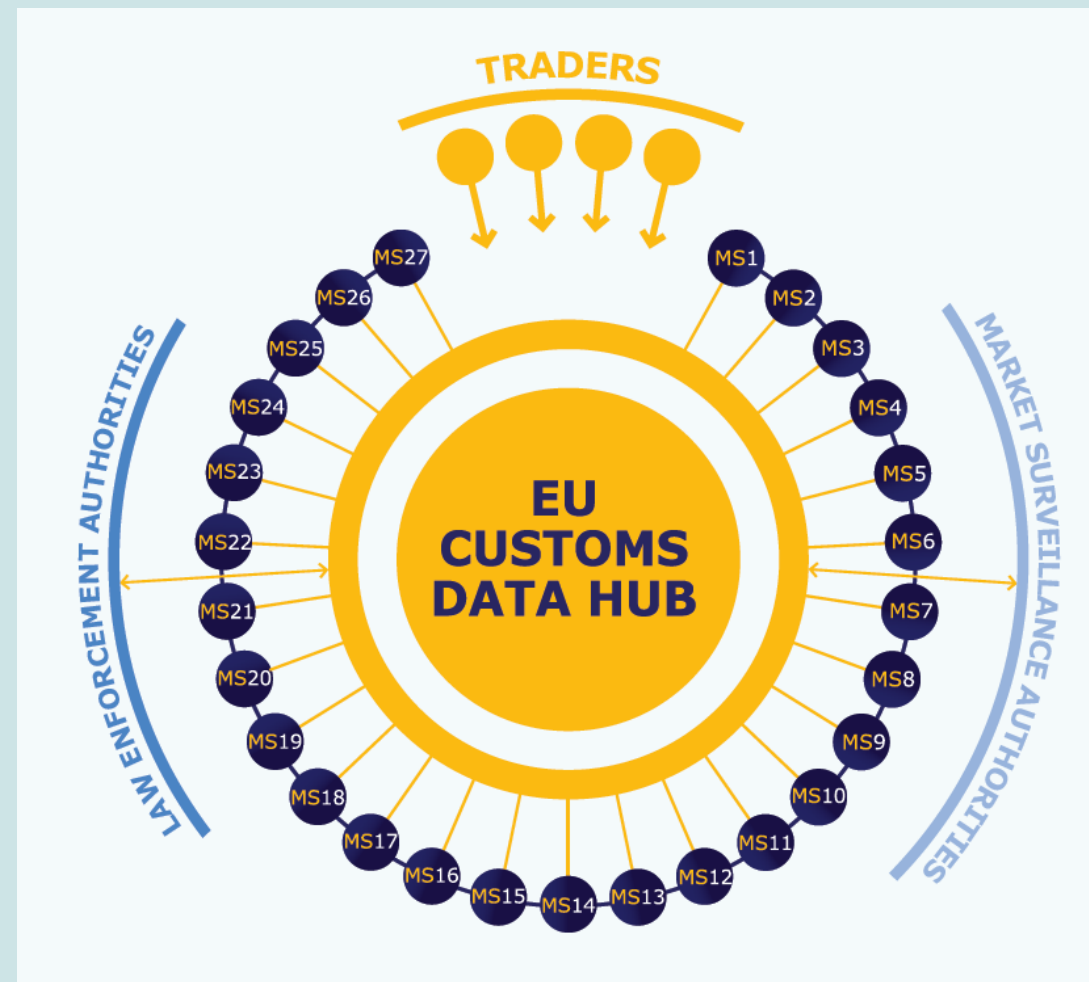 TRADERS
MS27
MS1
MS26
MS2
MS25
MS3
MS24
MS4
MS23
MS5
MS22
MS6
MS21
MS7
MS20
MS8
MS19
MS9
MS18
MS10
MS17
MS11
MS16
MS12
MS15
MS13
MS14
EU
CUSTOMS
DATA HUB
LAW ENFORCEMENT AUTHORITIES
MARKET SURVEILLANCE AUTHORITIES